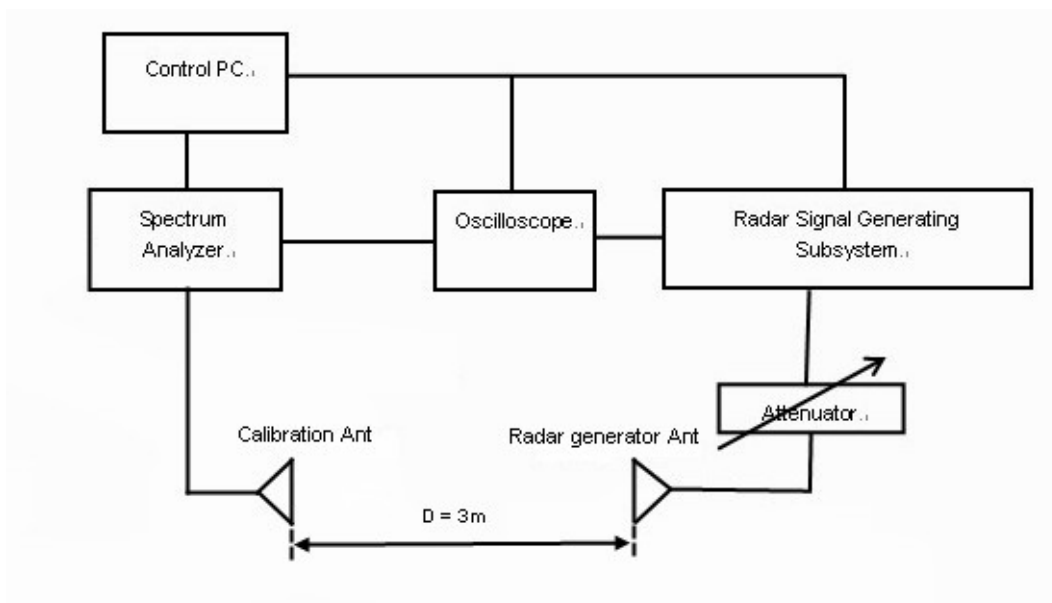 Control PC
Spectrum
Analyzer
Oscilloscope
Radar Signal Generating
Subsystem
Attenuator
Calibration Ant
Radar generator Ant
D = 3m